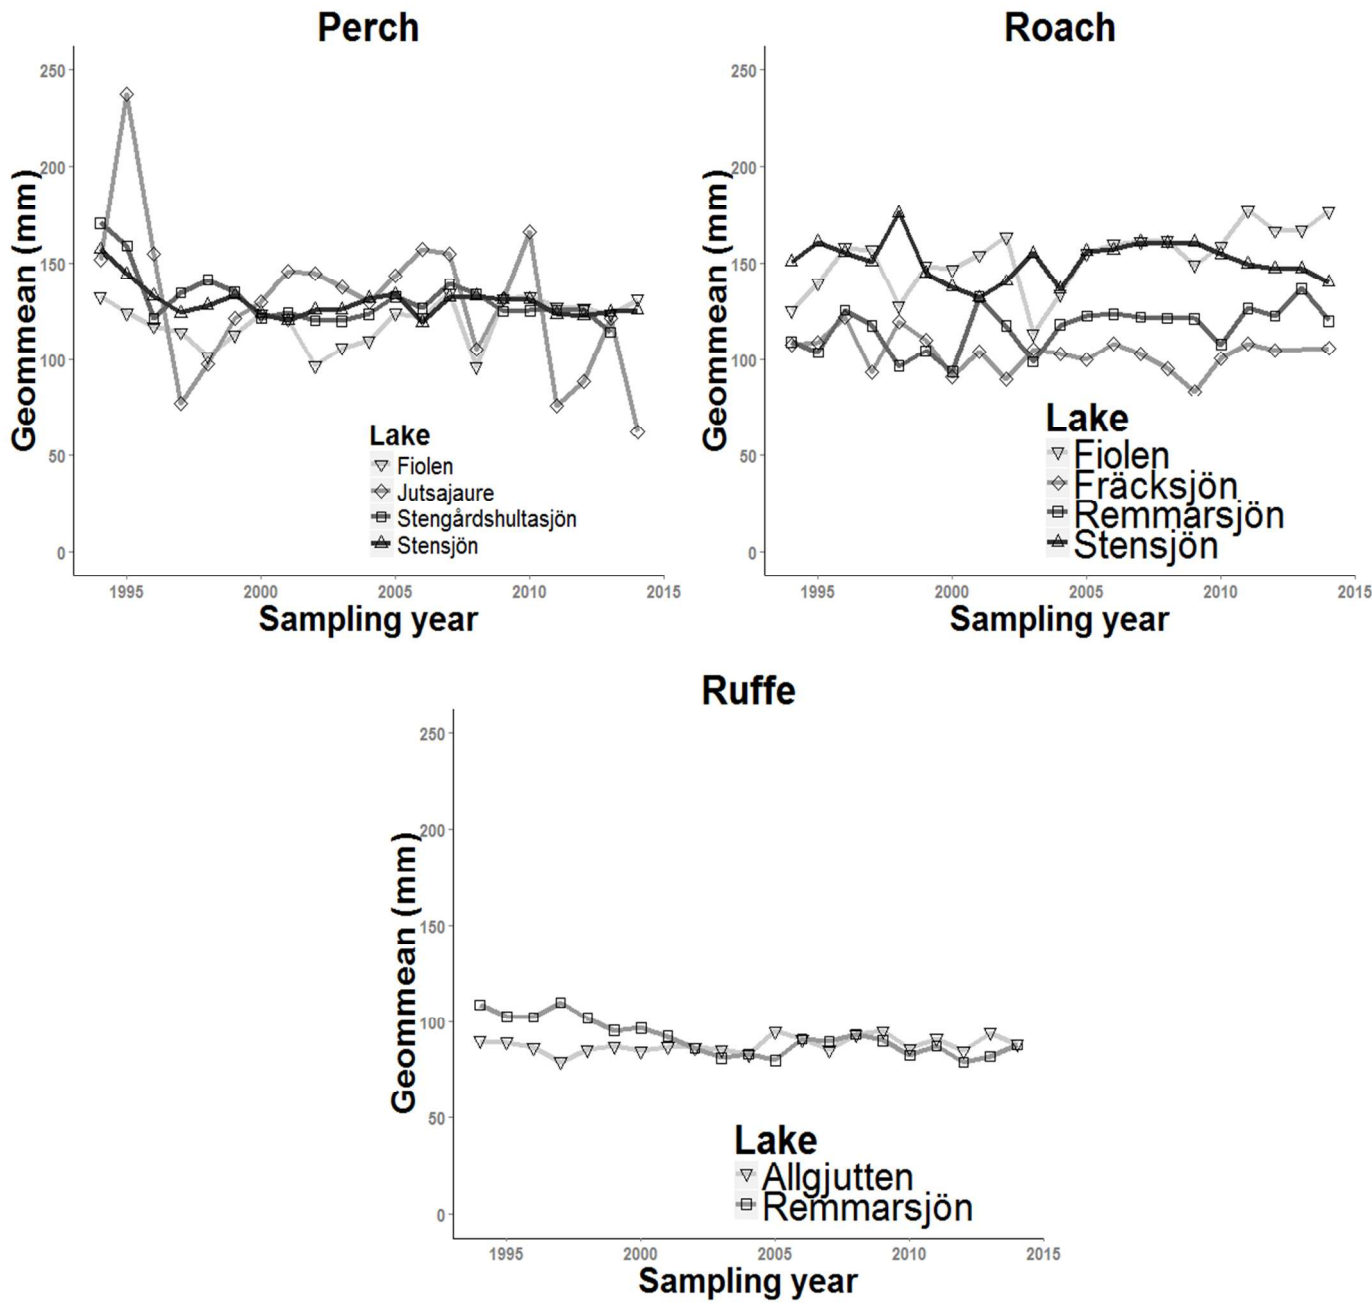 Perch
Geommean (mm)
250
200
150
100
50
0
1995
2000
2005
2010
2015
Sampling year
Lake
Fiolen
Jutsajaure
Stengårdshultasjön
Stensjön
Roach
Geommean (mm)
250
200
150
100
50
0
1995
2000
2005
2010
2015
Sampling year
Lake
Fiolen
Fräcksjön
Remmarsjön
Stensjön
Ruffe
Geommean (mm)
250
200
150
100
50
0
1995
2000
2005
2010
2015
Sampling year
Lake
Allgjutten
Remmarsjön